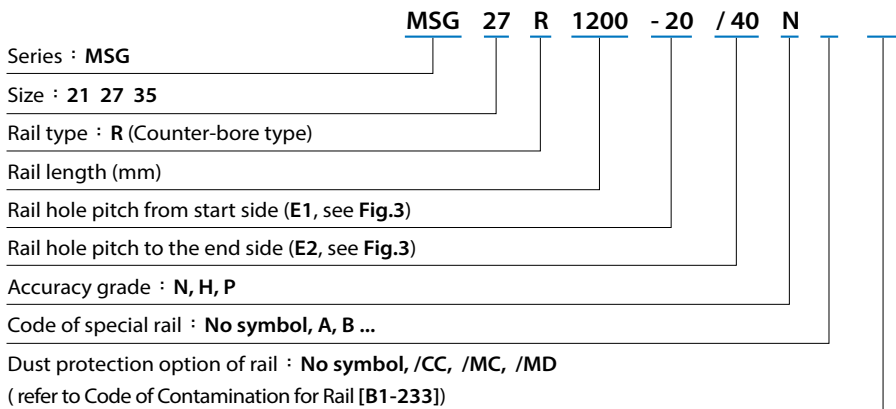 MSG 27 R 1200 - 20 / 40 N
Series : MSG
Size : 21 27 35
Rail type : R (Counter-bore type)
Rail length (mm)
Rail hole pitch from start side (E1, see Fig.3)
Rail hole pitch to the end side (E2, see Fig.3)
Accuracy grade : N, H, P
Code of special rail : No symbol, A, B ...
Dust protection option of rail : No symbol, /CC, /MC, /MD
( refer to Code of Contamination for Rail [B1-233])